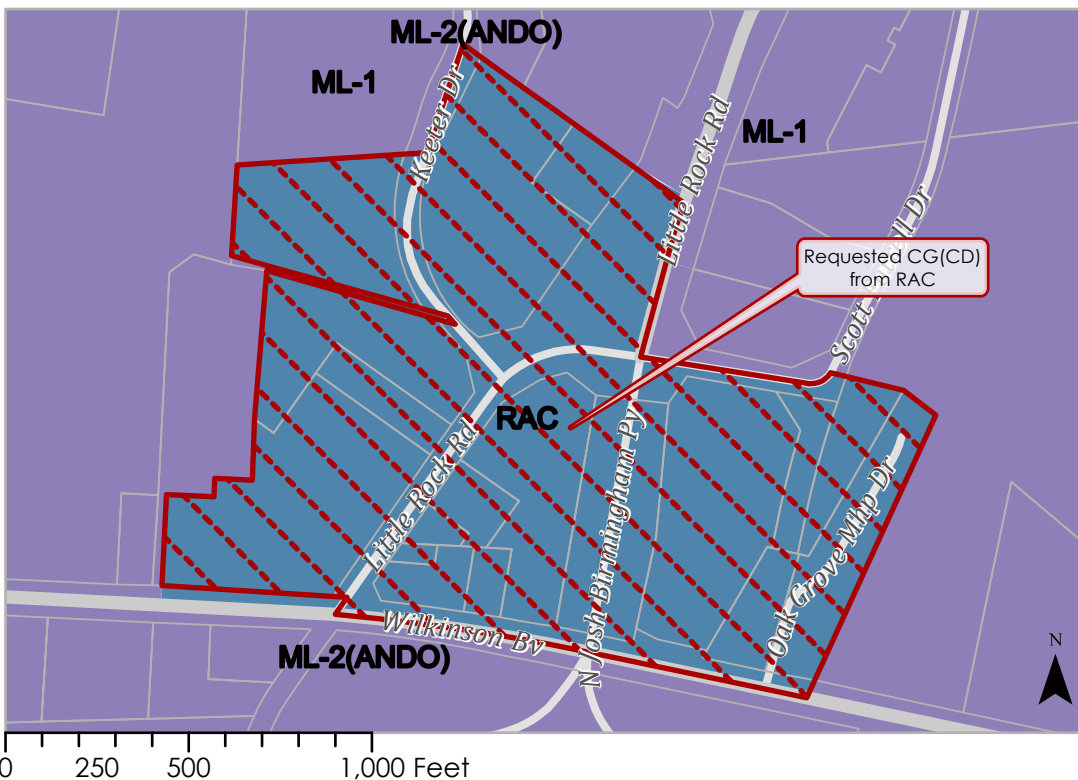 ML-2(ANDO)
ML-1
Keeter Dr
Little Rock Rd
ML-1
Requested CG(CD)
from RAC
RAC
Little Rock Rd
N Josh Birmingham Py
Oak Grove Mhp Dr
Wilkinson Bv
ML-2(ANDO)
N
0 250 500 1,000 Feet
Scott
Dr